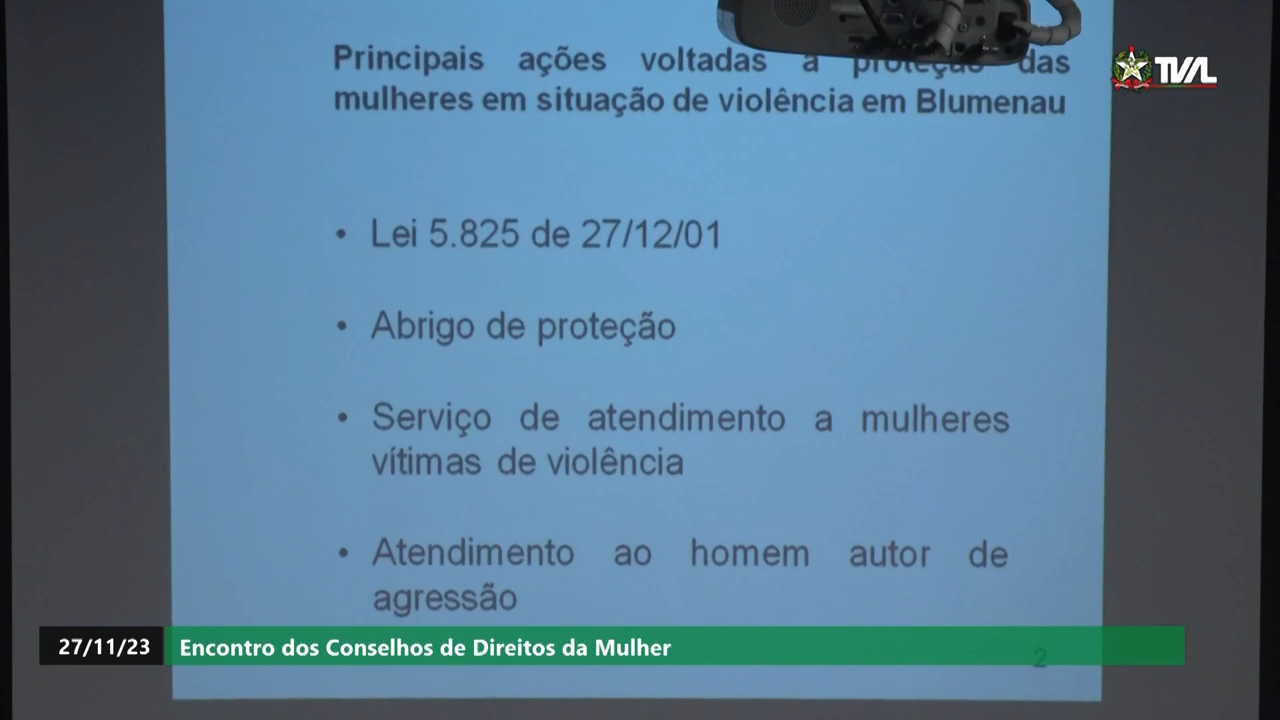 Principais ações voltadas a proteção das
mulheres em situação de violência em Blumenau
TVAL
• Lei 5.825 de 27/12/01
• Abrigo de proteção
• Serviço de atendimento a mulheres
vítimas de violência
• Atendimento ao homem autor de
agressão
27/11/23 Encontro dos Conselhos de Direitos da Mulher
2